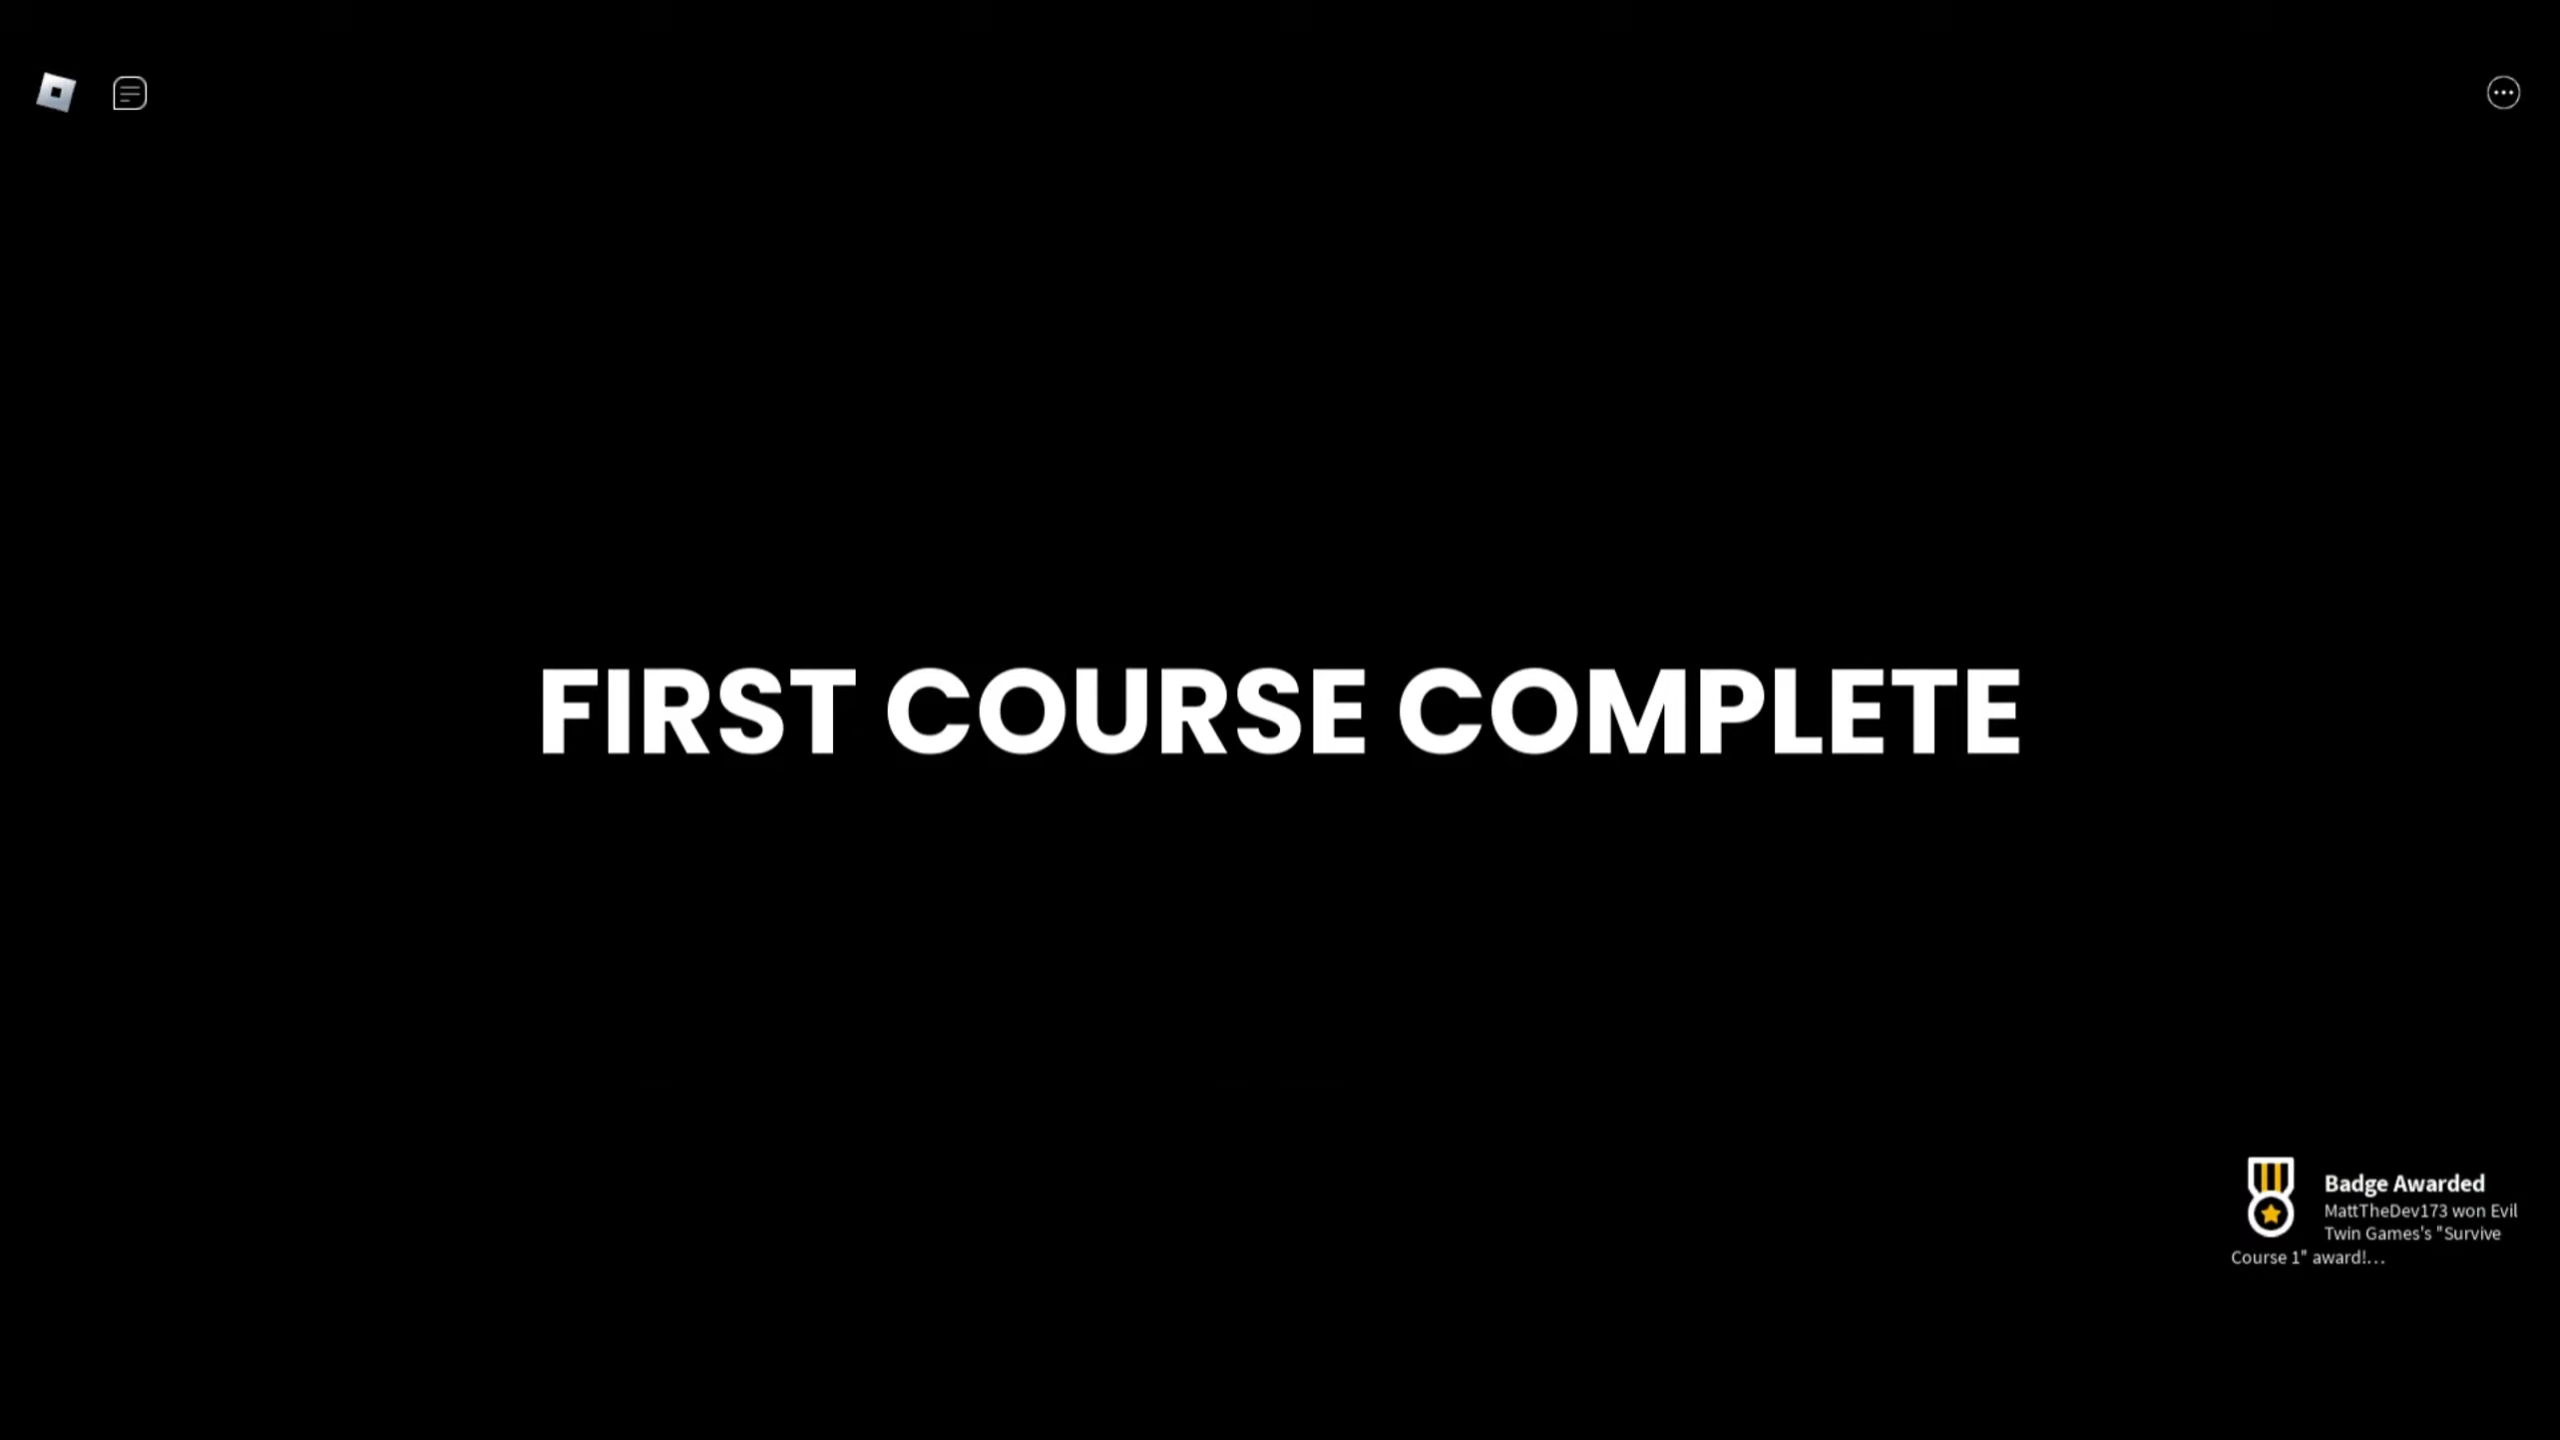 FIRST COURSE COMPLETE
Badge Awarded
MattTheDev173 won Evil
Twin Games's "Survive
Course 1" award!...